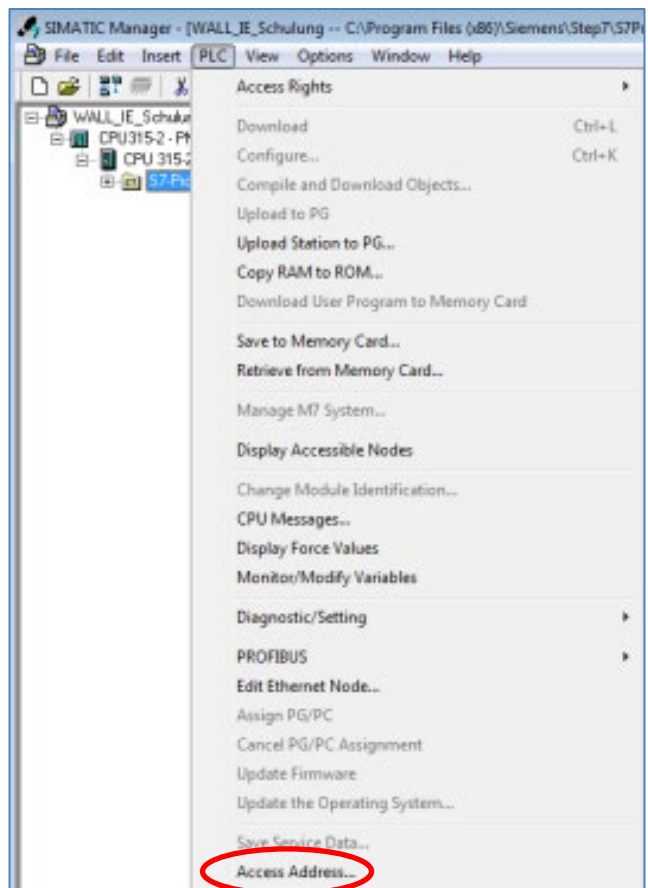 SIMATIC Manager - [WALL_IE_Schulung -- C:\Program Files (x86)\Siemens\Step7\S7Pr
File Edit Insert PLC View Options Window Help
WALL_IE_Schulun
CPU315-2 - PN
CPU 315-2
S7-Pro
Access Rights
Download Ctrl+L
Configure... Ctrl+K
Compile and Download Objects...
Upload to PG
Upload Station to PG...
Copy RAM to ROM...
Download User Program to Memory Card
Save to Memory Card...
Retrieve from Memory Card...
Manage M7 System...
Display Accessible Nodes
Change Module Identification...
CPU Messages...
Display Force Values
Monitor/Modify Variables
Diagnostic/Setting
PROFIBUS
Edit Ethernet Node...
Assign PG/PC
Cancel PG/PC Assignment
Update Firmware
Update the Operating System...
Save Service Data...
Access Address...